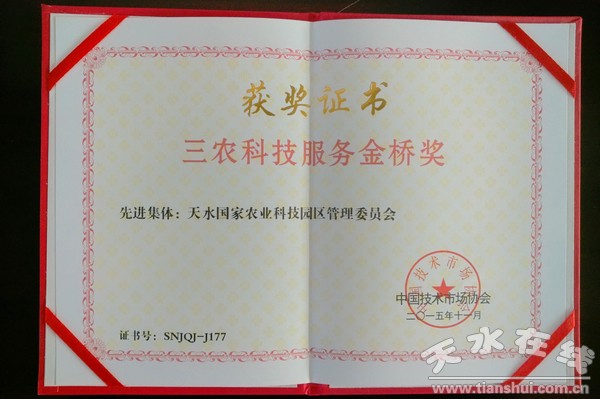 获奖证书
三农科技服务金桥奖
先进集体：天水国家农业科技园区管理委员会
中国技术市场协会
二〇一五年十一月
证书号：SNJQJ-J177
天水在线
www.tianshui.com.cn